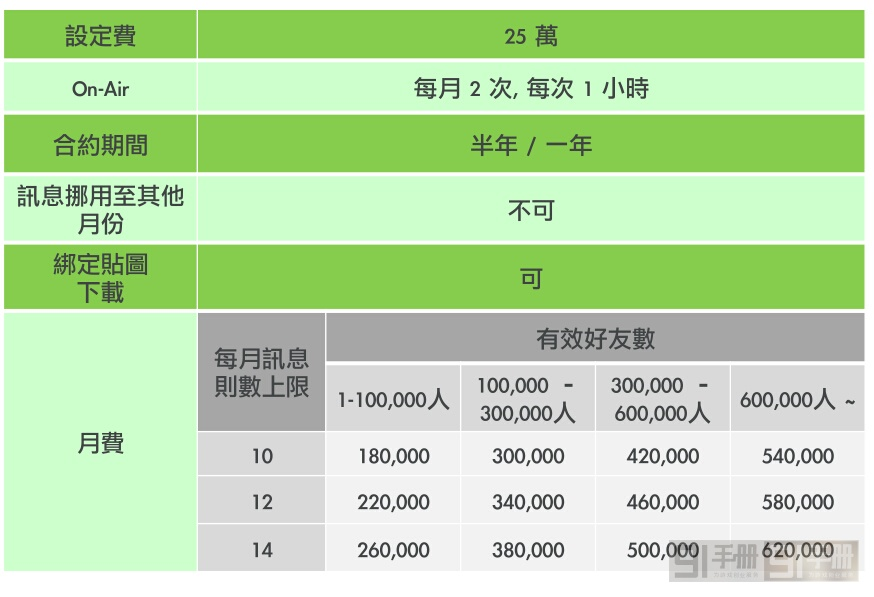 設定費
25 萬
On-Air
每月 2 次, 每次 1 小時
合約期間
半年 / 一年
訊息挪用至其他
月份
不可
綁定貼圖
下載
可
月費
每月訊息
則數上限
有效好友數
1-100,000人
100,000 -
300,000人
300,000 -
600,000人
600,000人 ~
10
180,000
300,000
420,000
540,000
12
220,000
340,000
460,000
580,000
14
260,000
380,000
500,000
620,000
91手册
91手册